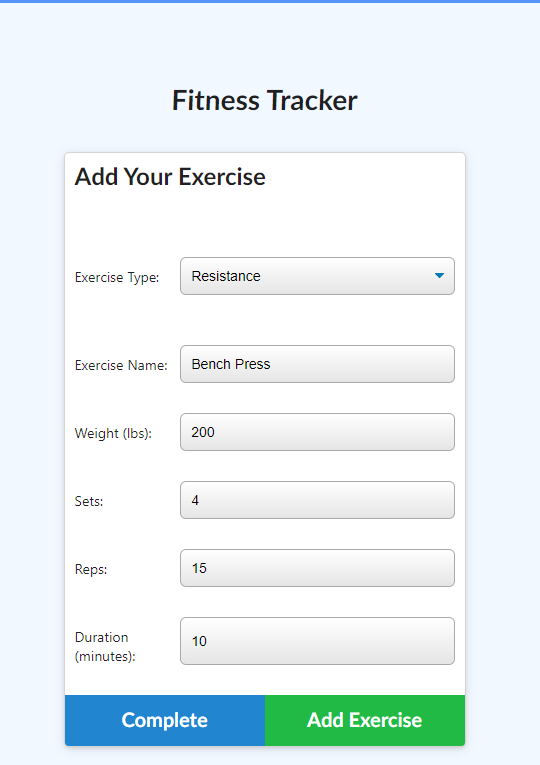 Fitness Tracker
Add Your Exercise
Exercise Type: Resistance
Exercise Name: Bench Press
Weight (lbs): 200
Sets: 4
Reps: 15
Duration
(minutes): 10
Complete Add Exercise